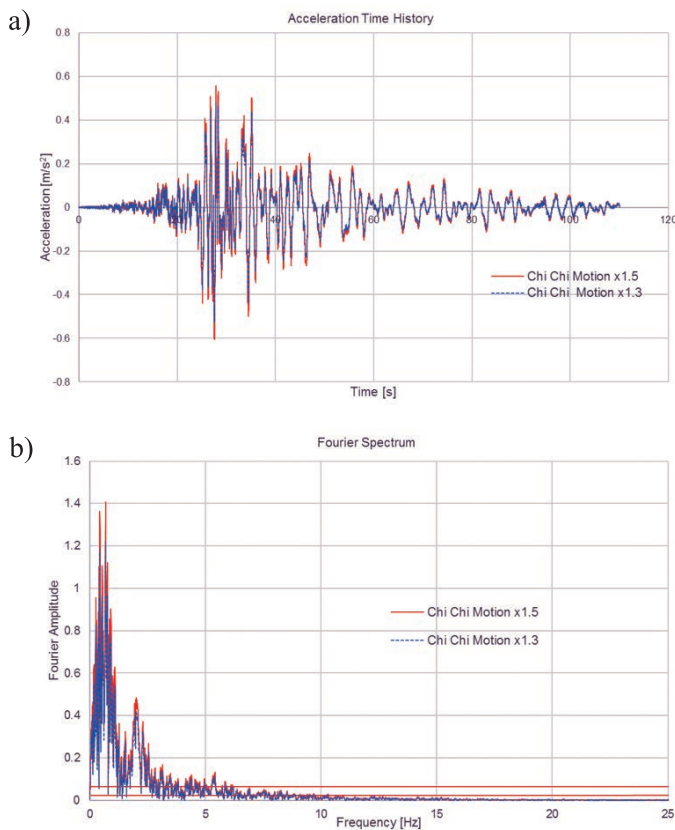 a)
Acceleration Time History
0.8
0.6
0.4
0.2
0
-0.2
-0.4
-0.6
-0.8
Acceleration [m/s²]
0 20 40 60 80 100 120
Chi Chi Motion x1.5
Chi Chi Motion x1.3
Time [s]
b)
Fourier Spectrum
1.6
1.4
1.2
1
0.8
0.6
0.4
0.2
0
Fourier Amplitude
Chi Chi Motion x1.5
Chi Chi Motion x1.3
0 5 10 15 20 25
Frequency [Hz]